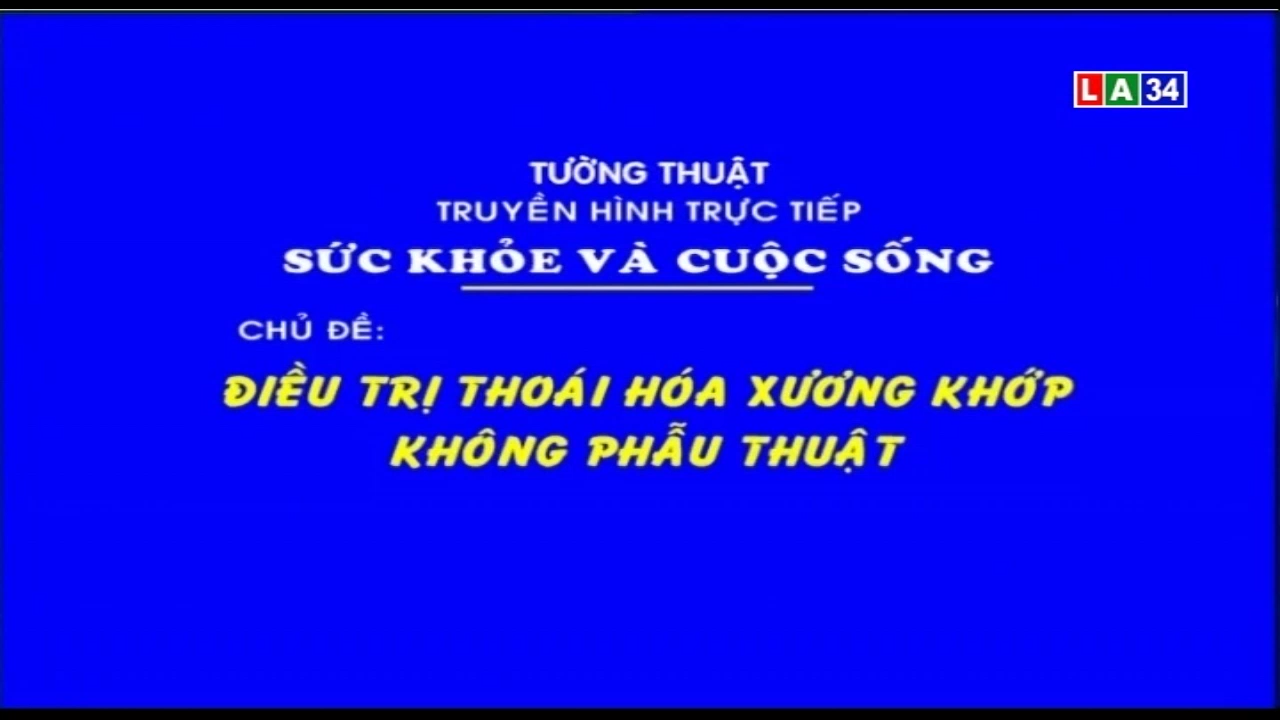 LA34
TƯỜNG THUẬT
TRUYỀN HÌNH TRỰC TIẾP
SỨC KHỎE VÀ CUỘC SỐNG
CHỦ ĐỀ:
ĐIỀU TRỊ THOÁI HÓA XƯƠNG KHỚP
KHÔNG PHẪU THUẬT